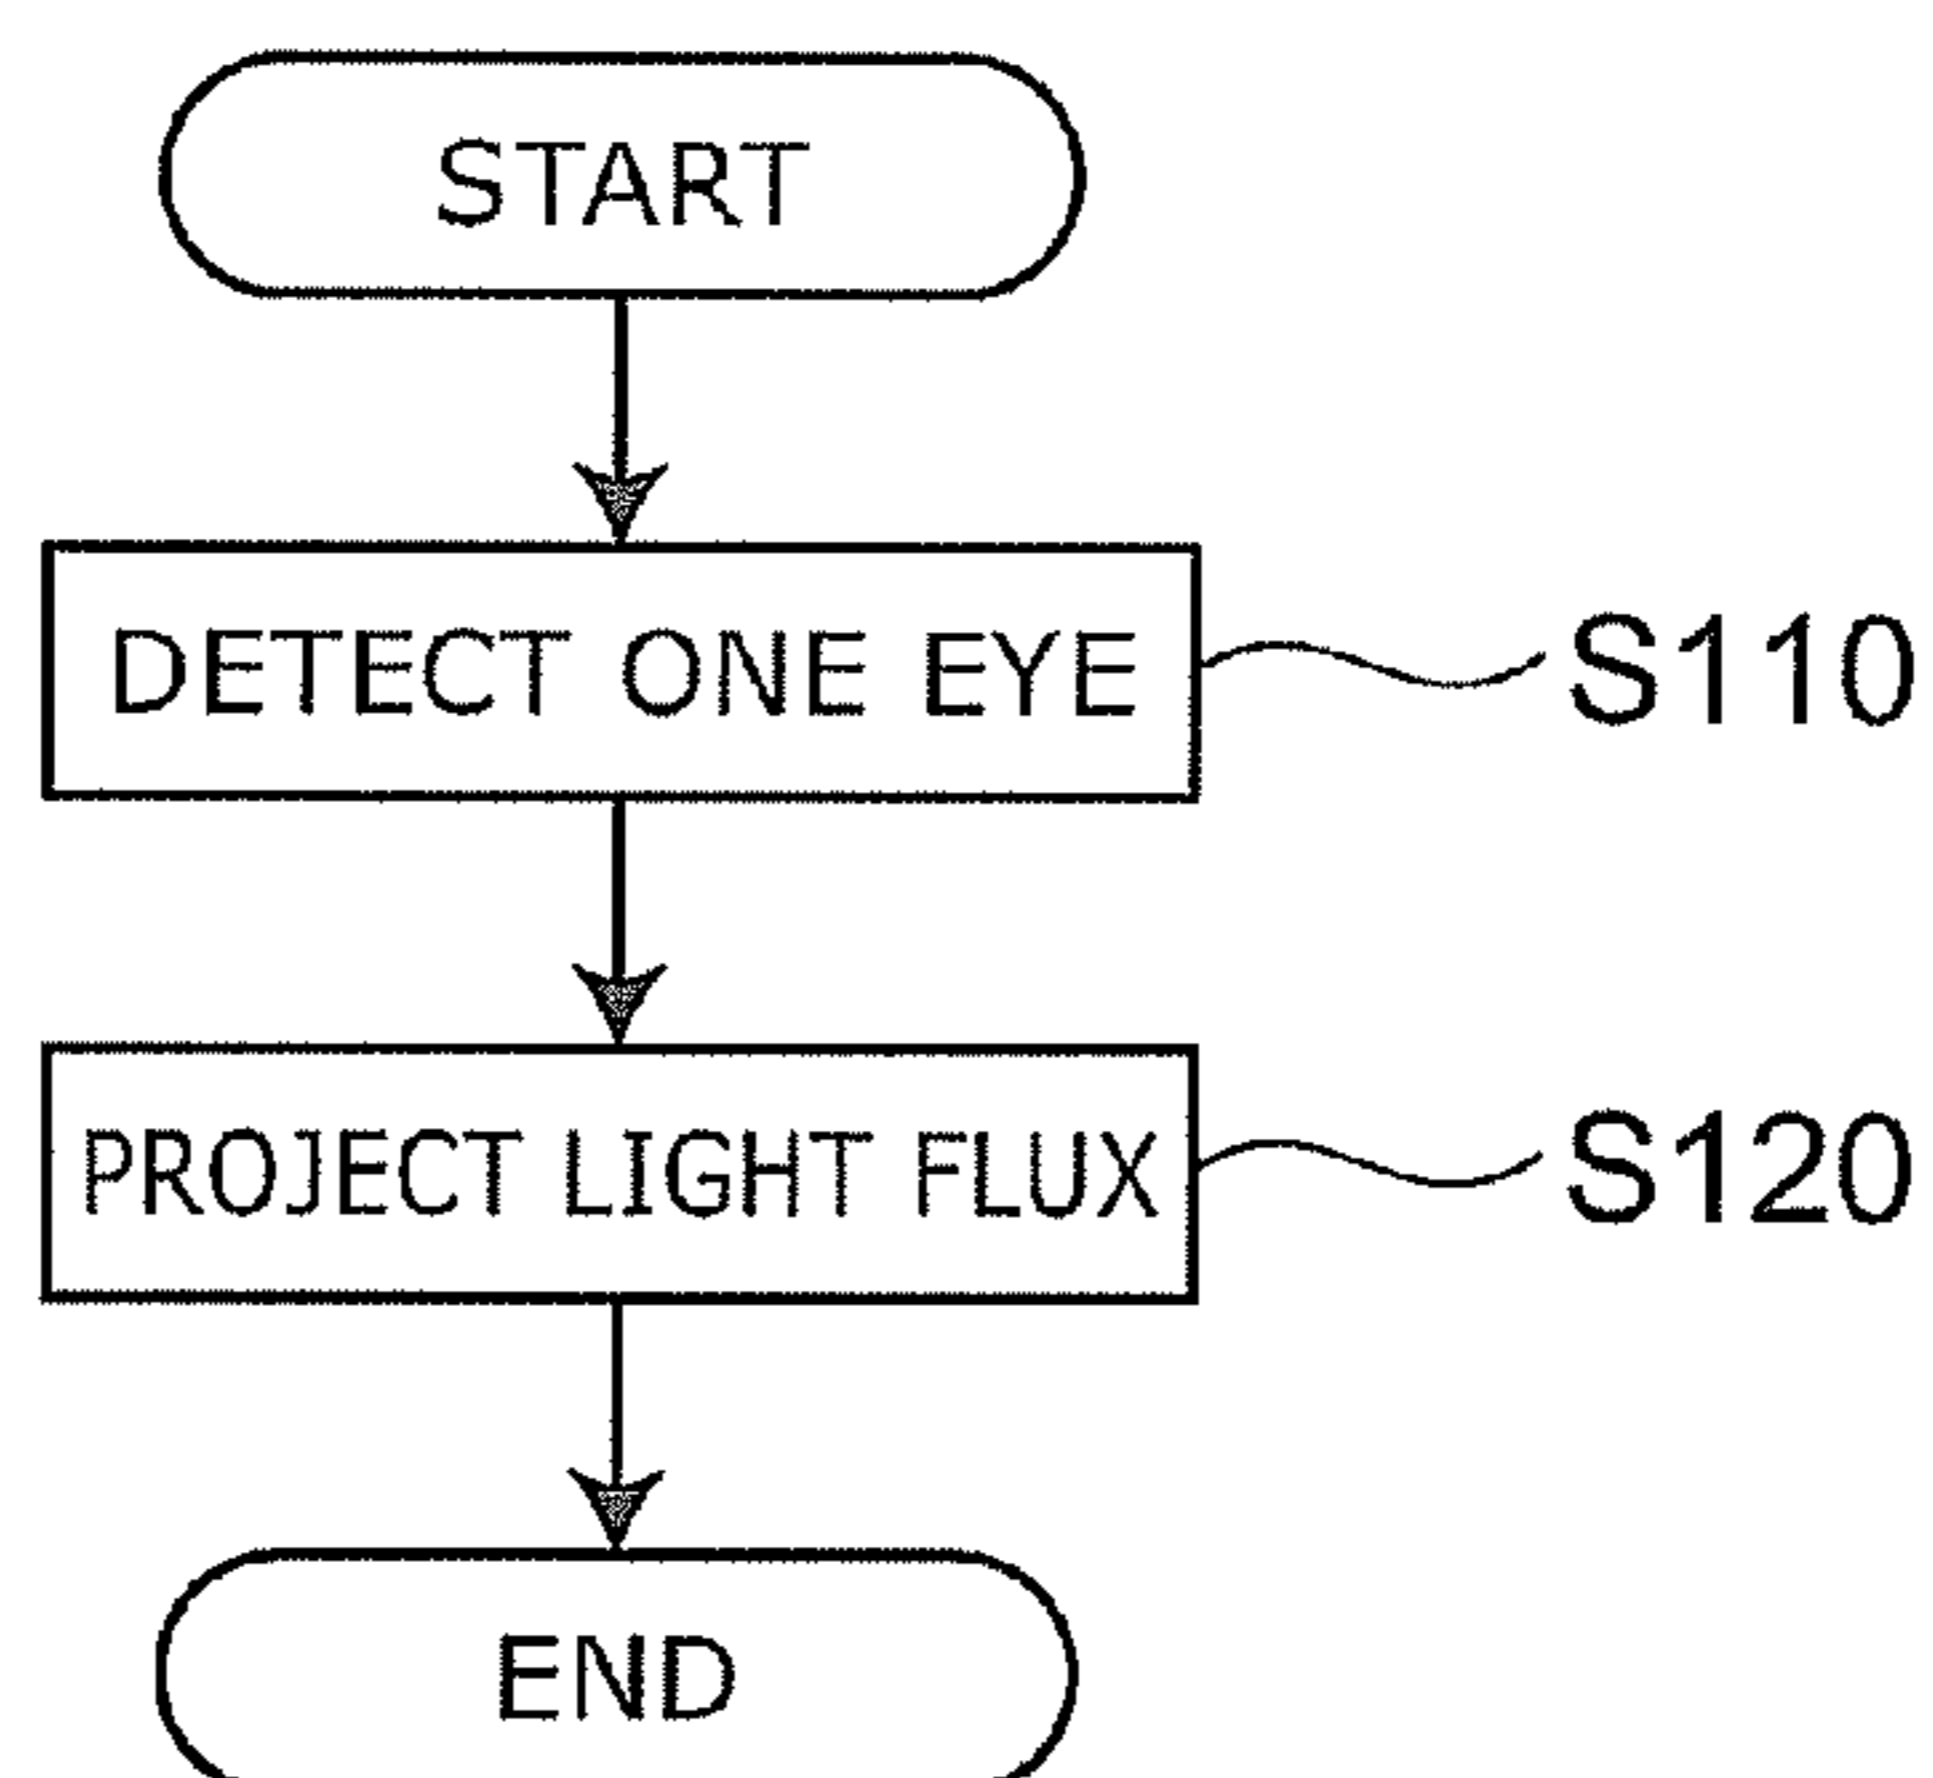 START
DETECT ONE EYE
S110
PROJECT LIGHT FLUX
S120
END